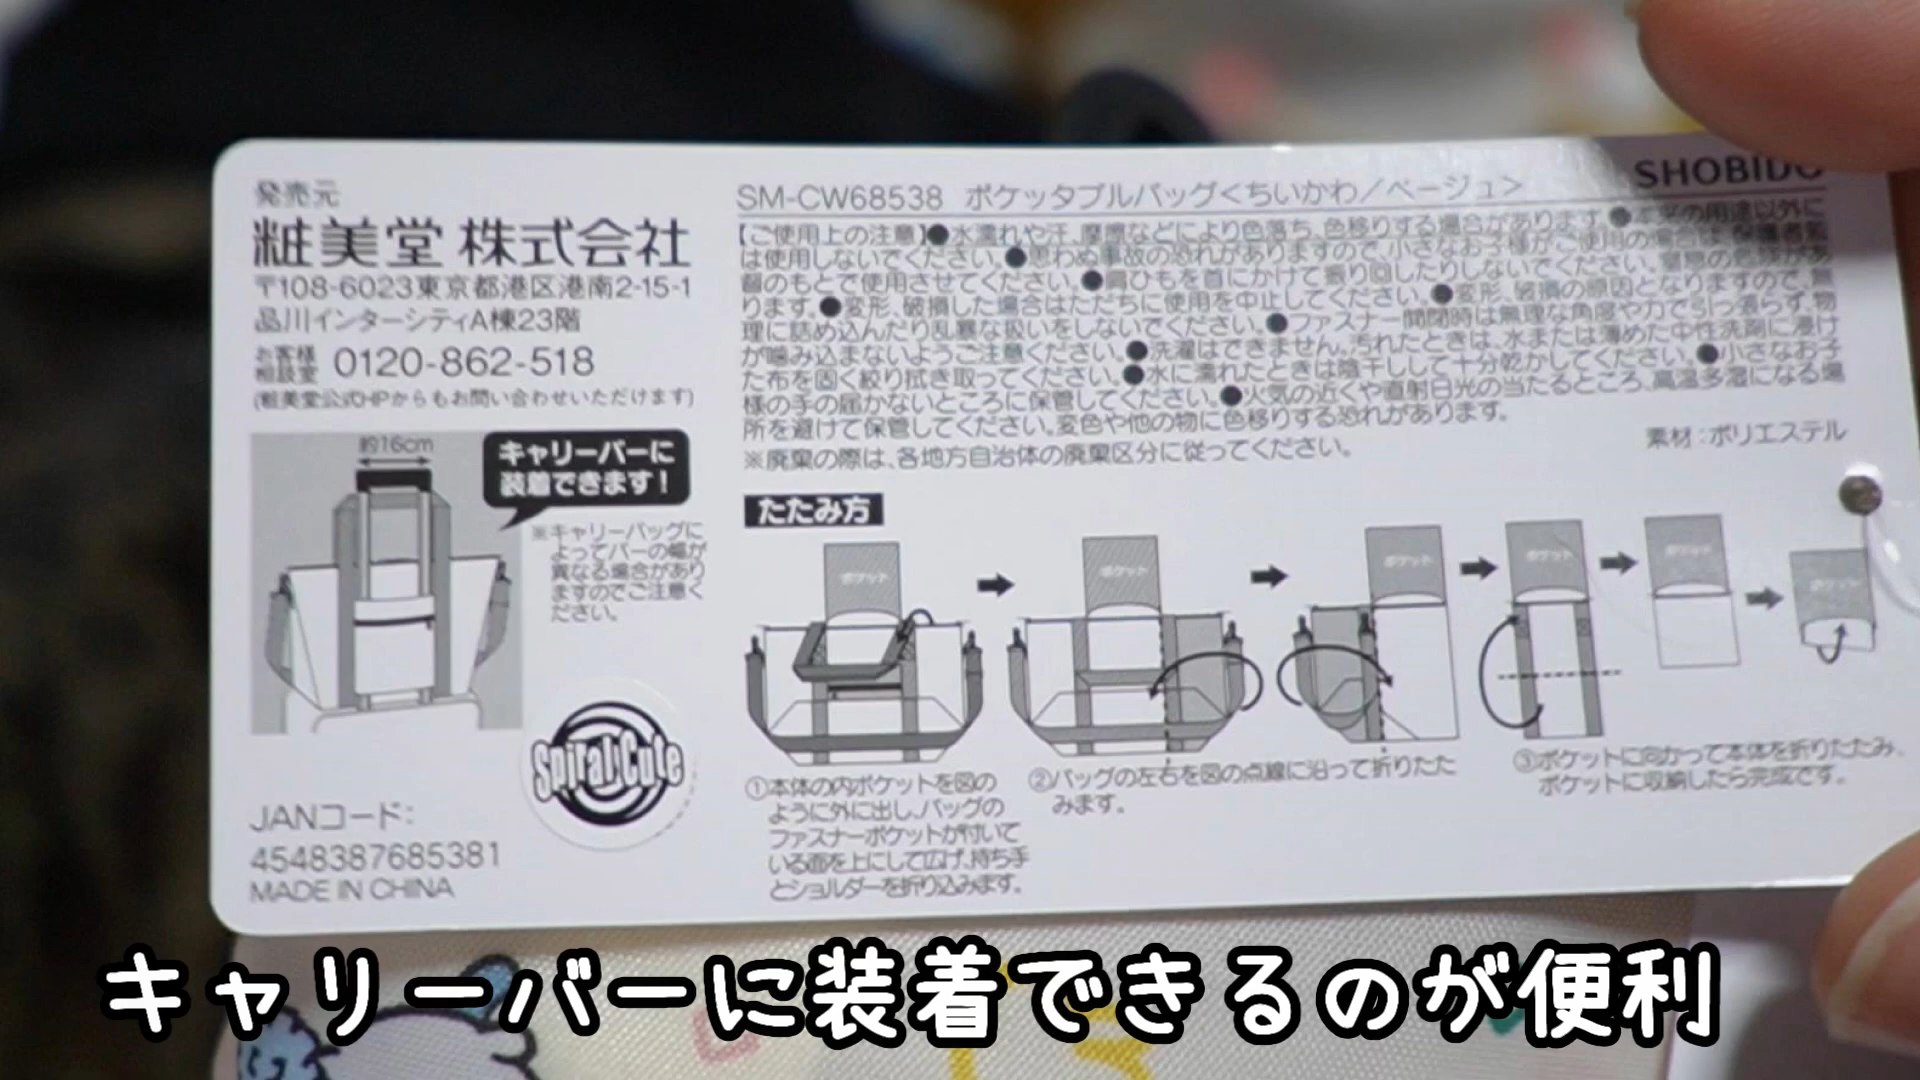 発売元
粧美堂 株式会社
〒108-6023東京都港区港南2-15-1
品川インターシティA棟23階
お客様
相談室 0120-862-518
(粧美堂公式HPからもお問い合わせいただけます)
約16cm
キャリーバーに
装着できます!
※キャリーバッグに
よってバーの幅が
異なる場合があり
ますのでご注意く
ださい。
Spiral Cute
JANコード:
4548387685381
MADE IN CHINA
SHOBIDO
SM-CW68538 ポケッタブルバッグ<ちいかわ/ベージュ>
【ご使用上の注意】●水濡れや汗、摩擦などにより色落ち、色移りする場合があります。●本来の用途以外に
は使用しないでください。●思わぬ事故の恐れがありますので、小さなお子様がご使用の場合は、保護者監
督のもとで使用させてください。●肩ひもを首にかけて振り回したりしないでください。窒息の危険があ
ります。●変形、破損した場合はただちに使用を中止してください。●変形、破損の原因となりますので、無
理に詰め込んだり乱暴な扱いをしないでください。●ファスナー開閉時は無理な角度や力で引っ張らず、物
が噛み込まないようご注意ください。●洗濯はできません。汚れたときは、水または薄めた中性洗剤に浸け
た布を固く絞り拭き取ってください。●水に濡れたときは陰干しして十分乾かしてください。●小さなお子
様の手の届かないところに保管してください。●火気の近くや直射日光の当たるところ、高温多湿になる場
所を避けて保管してください。変色や他の物に色移りする恐れがあります。
※廃棄の際は、各地方自治体の廃棄区分に従ってください。
素材:ポリエステル
たたみ方
ポケット
ポケット
ポケット
ポケット
ポケット
ポケット
①本体の内ポケットを図の
ように外に出し、バッグの
ファスナーポケットが付いて
いる面を上にして広げ、持ち手
とショルダーを折り込みます。
②バッグの左右を図の点線に沿って折りたた
みます。
③ポケットに向かって本体を折りたたみ、
ポケットに収納したら完成です。
キャリーバーに装着できるのが便利